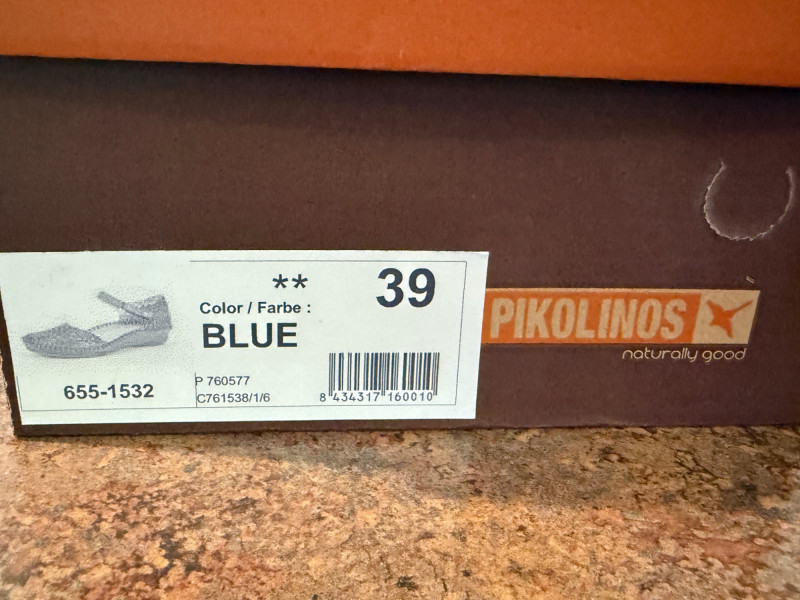 **
39
Color / Farbe :
BLUE
655-1532
P 760577
C761538/1/6
8 434317 160010
PIKOLINOS
naturally good